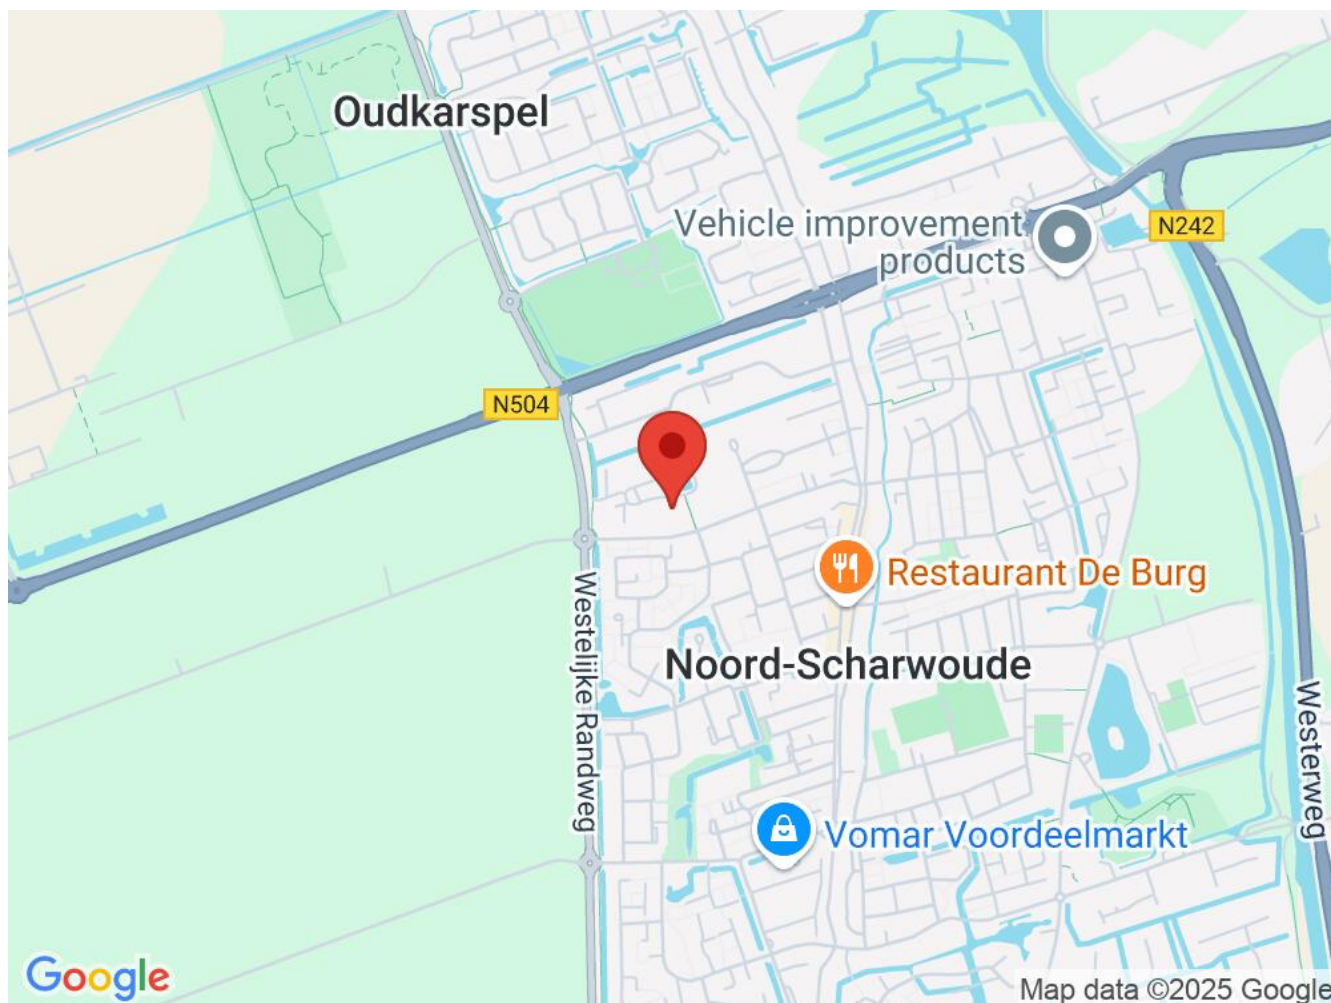 Oudkarspel
Vehicle improvement
products
N242
N504
Restaurant De Burg
Westelijke Randweg
Noord-Scharwoude
Westerweg
Vomar Voordeelmarkt
Google
Map data ©2025 Google